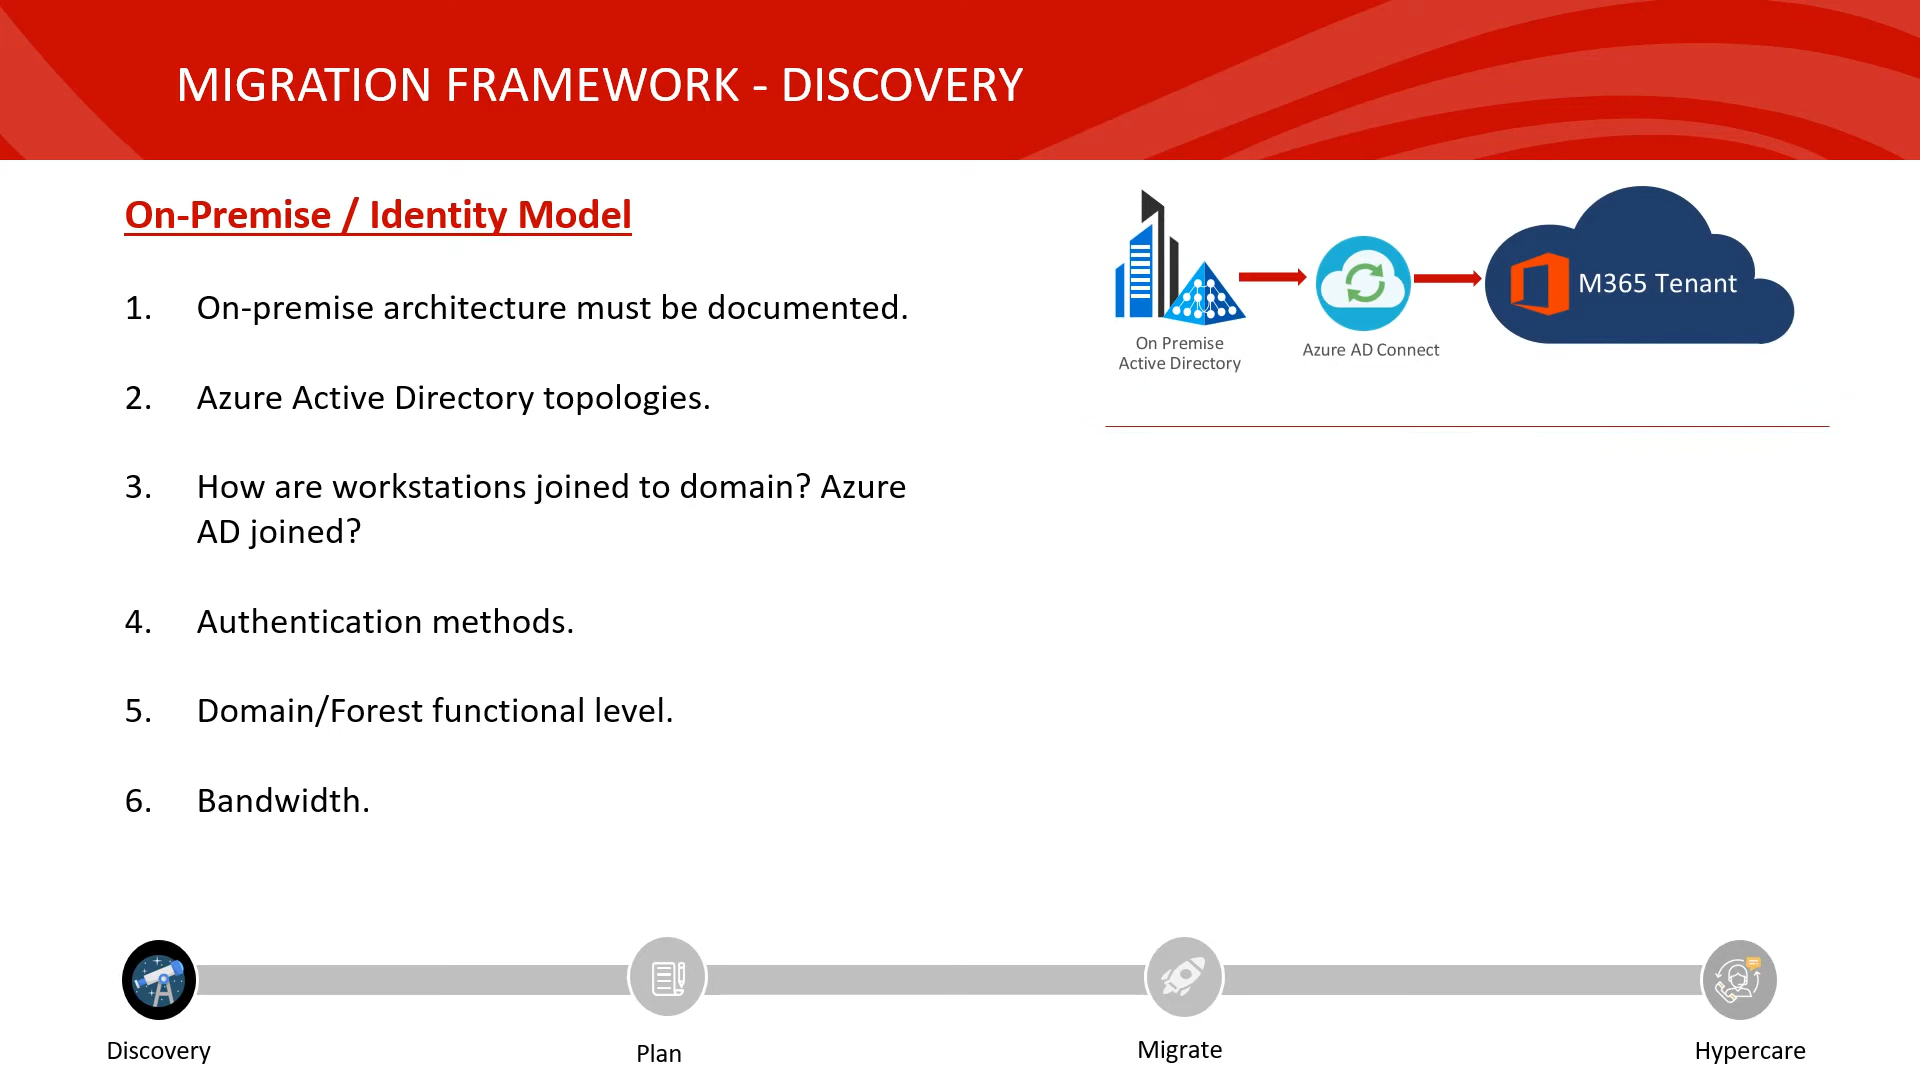 MIGRATION FRAMEWORK - DISCOVERY
On-Premise / Identity Model
1. On-premise architecture must be documented.
2. Azure Active Directory topologies.
3. How are workstations joined to domain? Azure
AD joined?
4. Authentication methods.
5. Domain/Forest functional level.
6. Bandwidth.
On Premise
Active Directory
Azure AD Connect
M365 Tenant
Discovery
Plan
Migrate
Hypercare